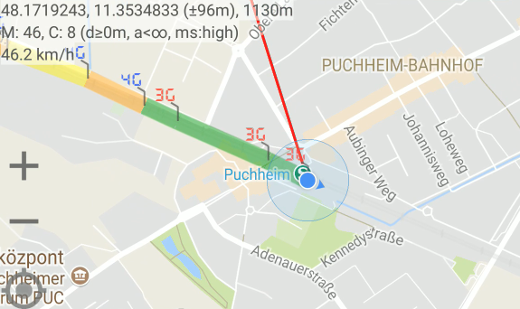 48.1719243, 11.3534833 (±96m), 1130m
M: 46, C: 8 (d≥0m, a<∞, ms:high)
46.2 km/h
G
4G
3G
3G
3G
Fichten
PUCHHEIM-BAHNHOF
Puchheim
S
Aubinger Weg
Johannisweg
Loheweg
Kennedystraße
Adenauerstraße
központ
chheimer
rum PUC